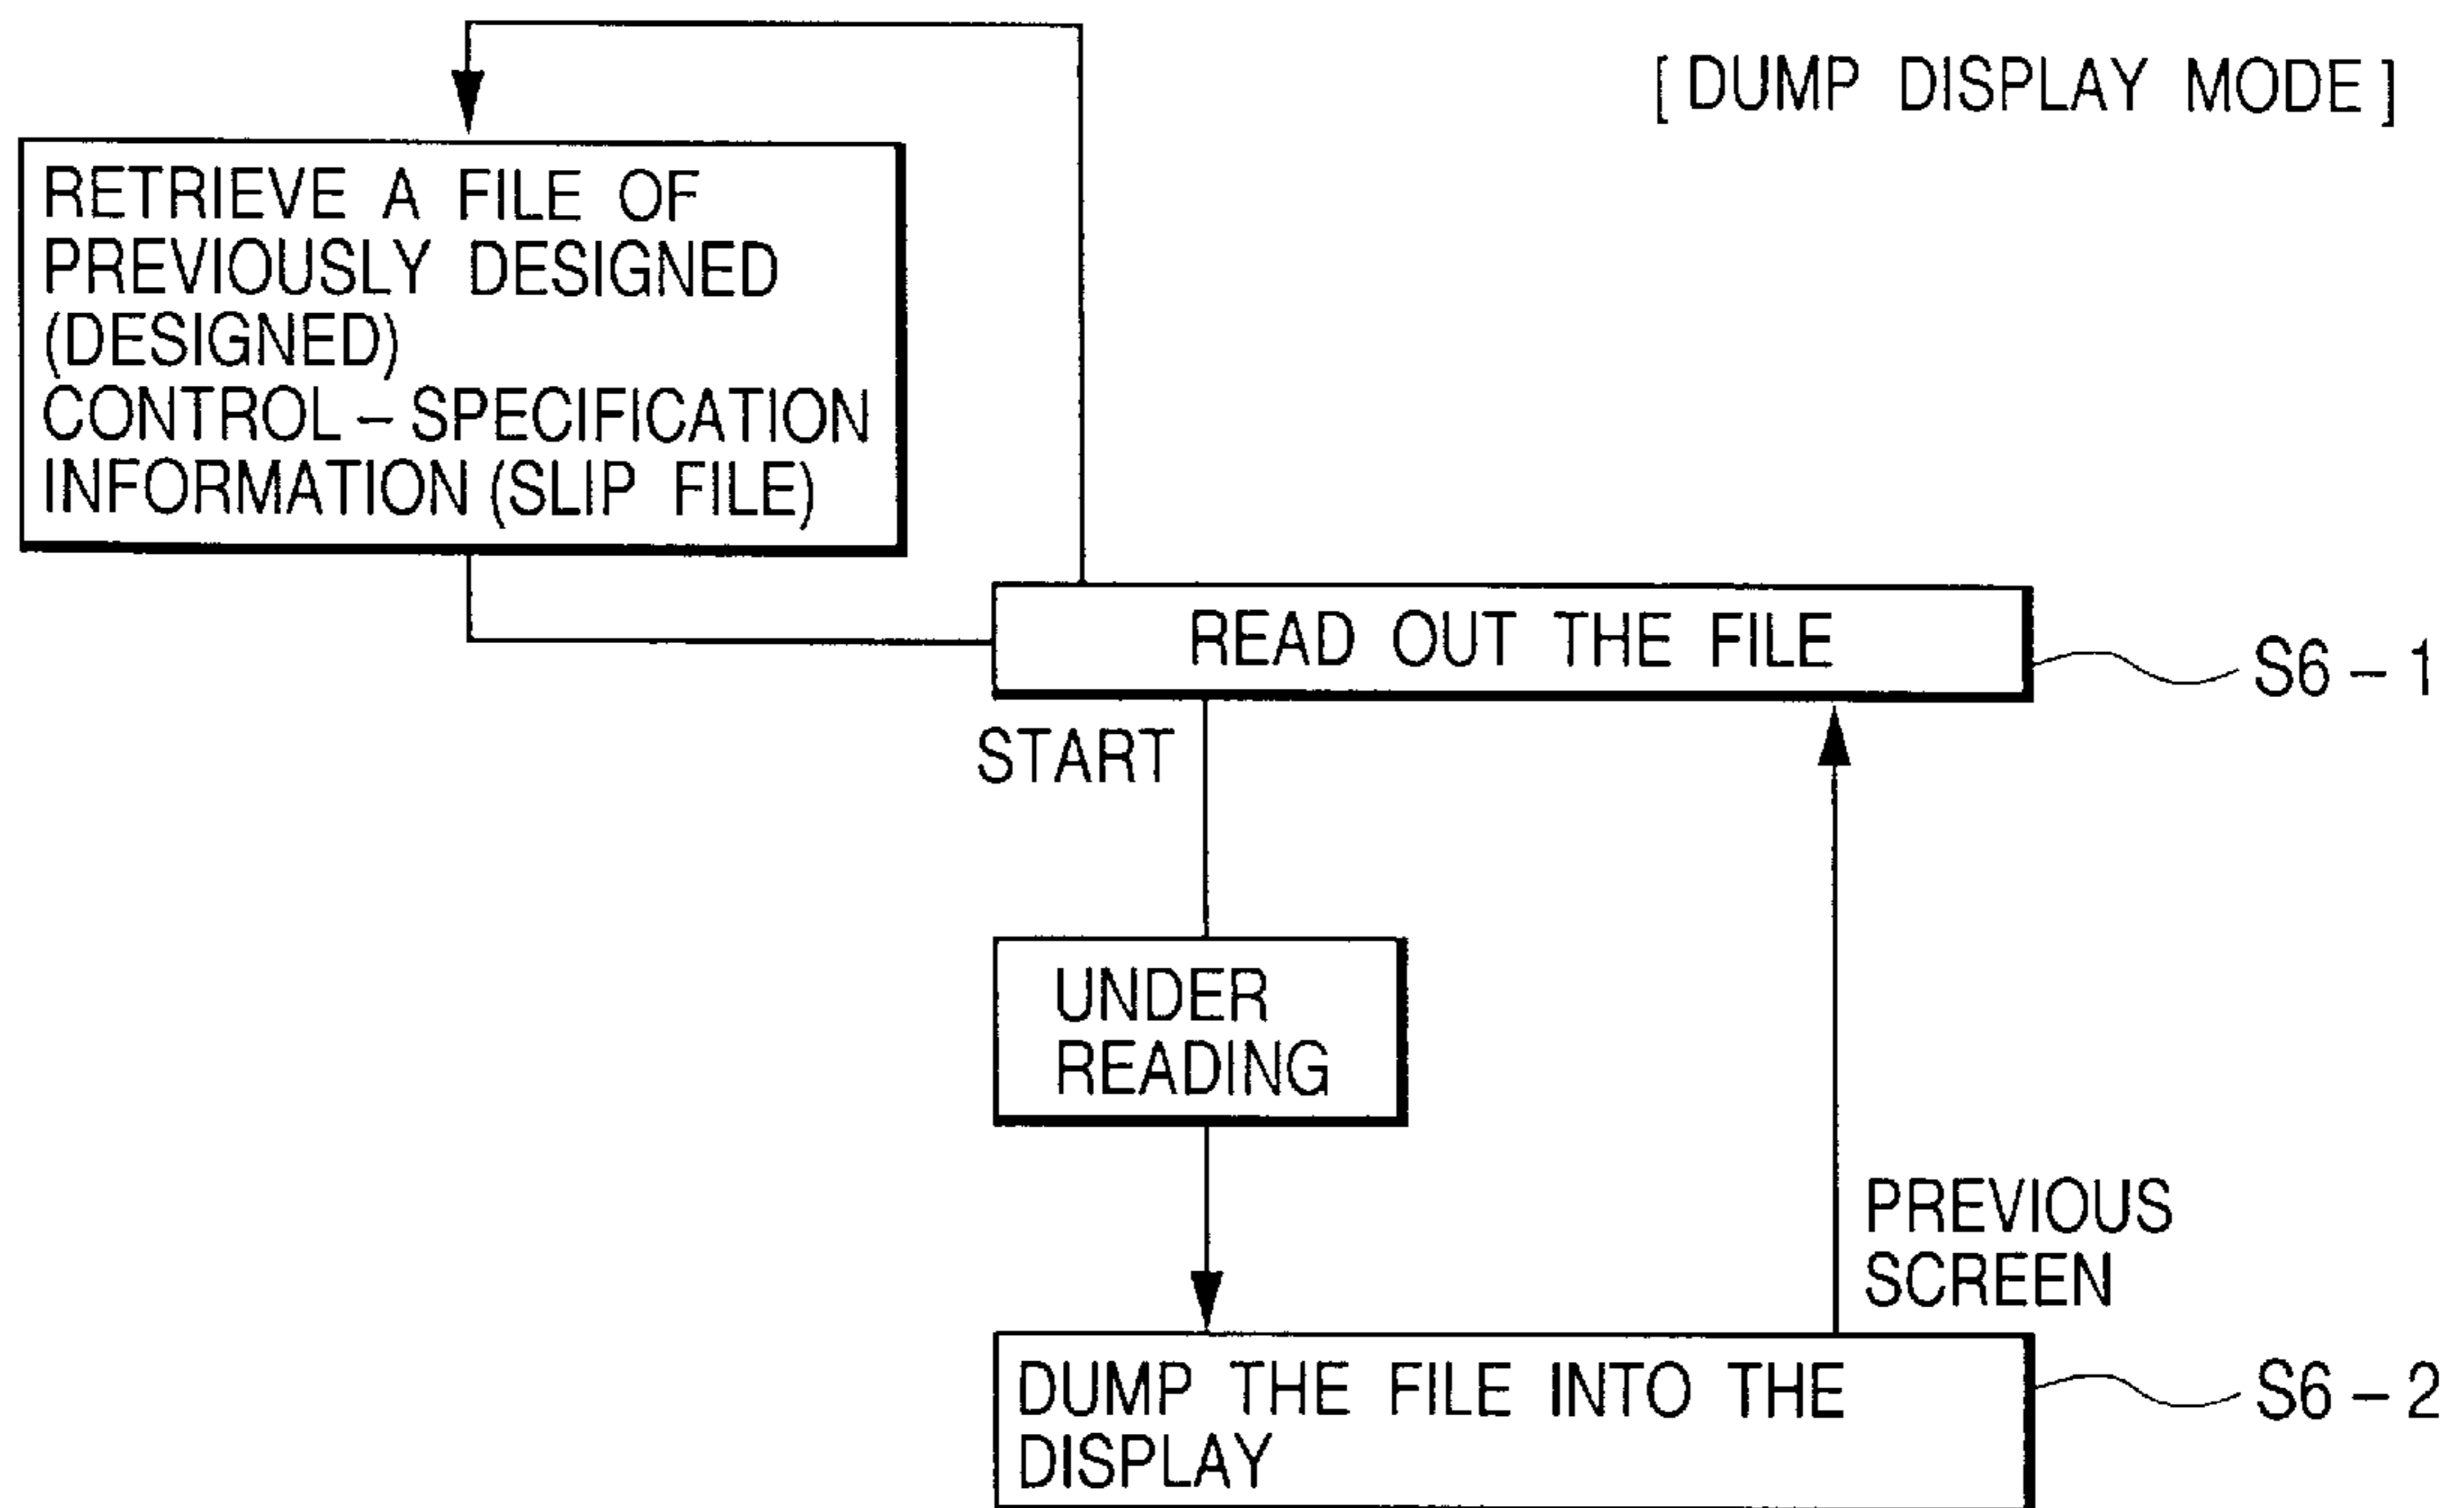 [ DUMP DISPLAY MODE ]
RETRIEVE A FILE OF
PREVIOUSLY DESIGNED
(DESIGNED)
CONTROL – SPECIFICATION
INFORMATION (SLIP FILE)
READ OUT THE FILE
S6 – 1
START
UNDER
READING
PREVIOUS
SCREEN
DUMP THE FILE INTO THE
DISPLAY
S6 – 2